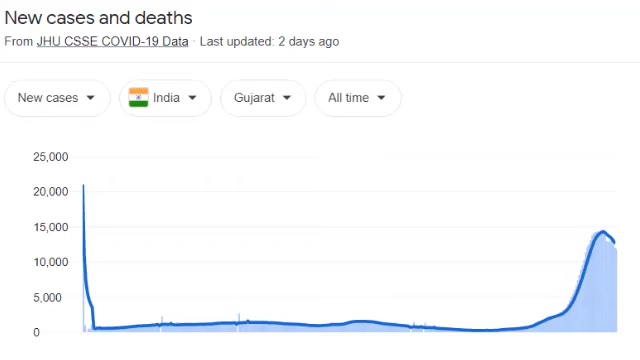 New cases and deaths
From JHU CSSE COVID-19 Data · Last updated: 2 days ago
New cases India Gujarat All time
25,000
20,000
15,000
10,000
5,000
0